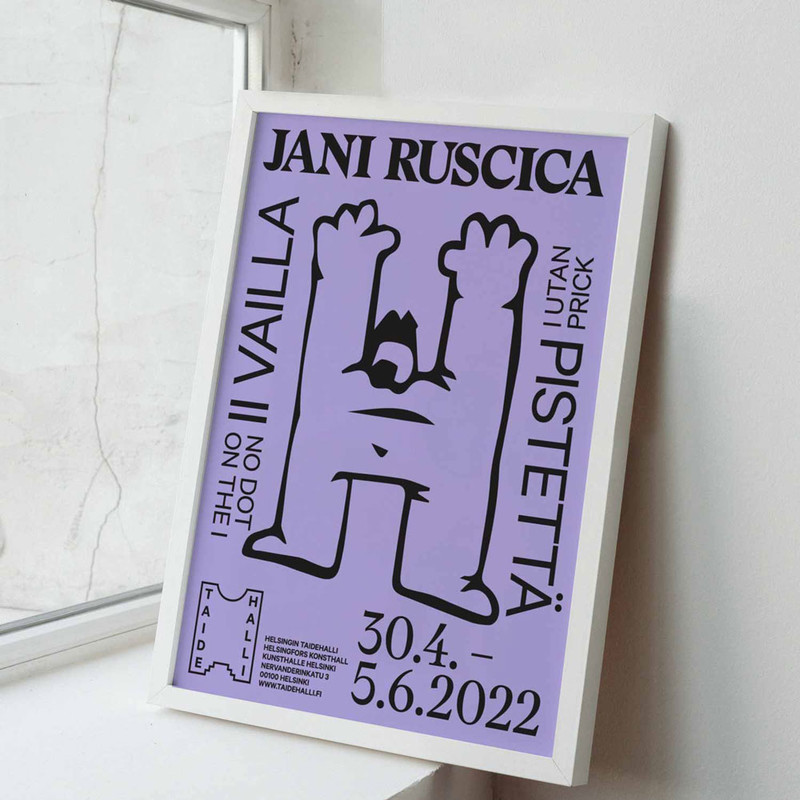 JANI RUSCICA
II VAILLA
PISTETTÄ
I UTAN
PRICK
NO DOT
ON THE I
TAIDE
HALLI
HELSINGIN TAIDEHALLI
HELSINGFORS KONSTHALL
KUNSTHALLE HELSINKI
NERVANDERINKATU 3
00100 HELSINKI
WWW.TAIDEHALLI.FI
30.4. –
5.6.2022